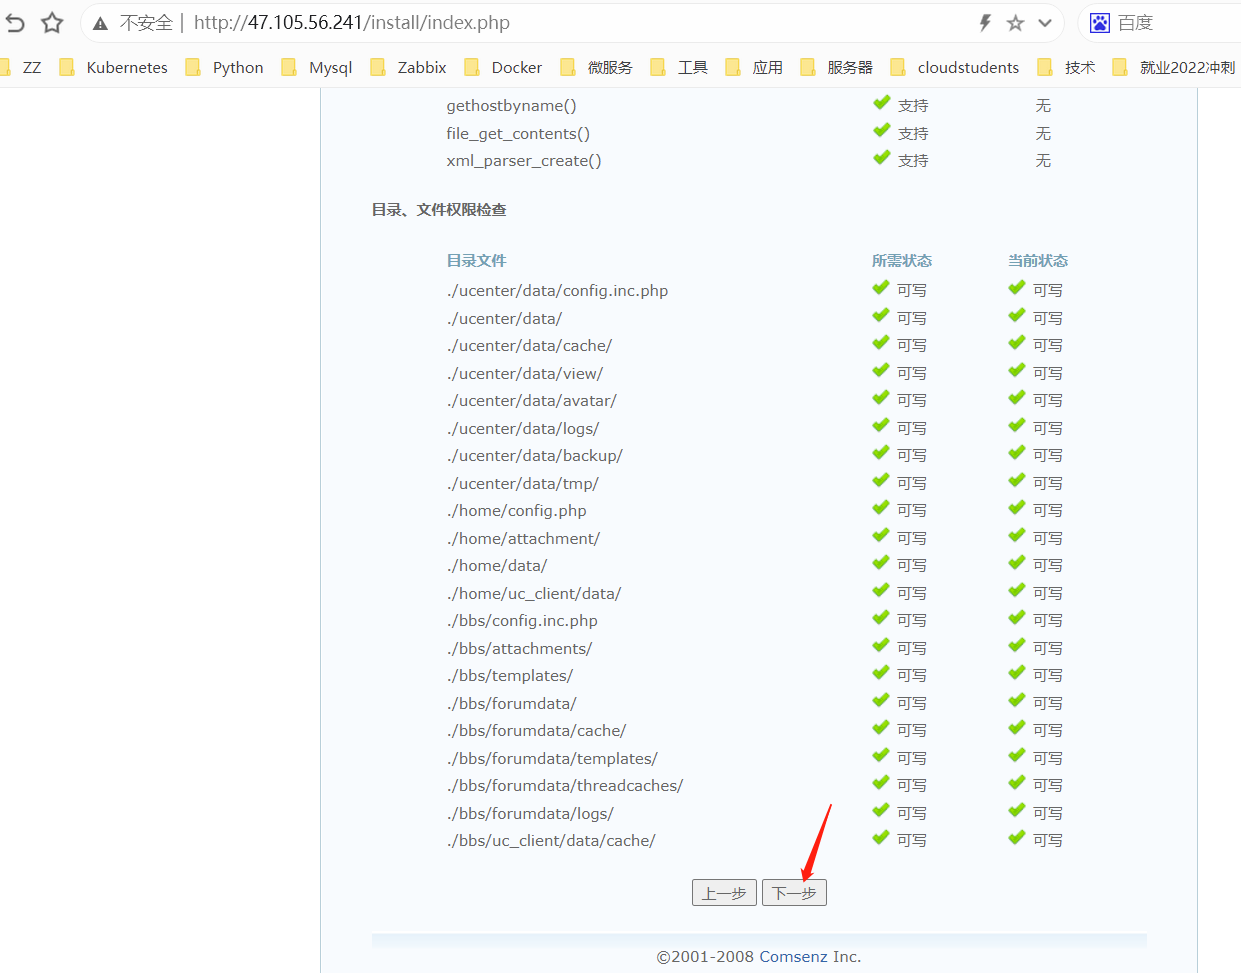 不安全 | http://47.105.56.241/install/index.php 百度
ZZ Kubernetes Python Mysql Zabbix Docker 微服务 工具 应用 服务器 cloudstudents 技术 就业2022冲刺
gethostbyname() 支持 无
file_get_contents() 支持 无
xml_parser_create() 支持 无
目录、文件权限检查
目录文件 所需状态 当前状态
./ucenter/data/config.inc.php 可写 可写
./ucenter/data/ 可写 可写
./ucenter/data/cache/ 可写 可写
./ucenter/data/view/ 可写 可写
./ucenter/data/avatar/ 可写 可写
./ucenter/data/logs/ 可写 可写
./ucenter/data/backup/ 可写 可写
./ucenter/data/tmp/ 可写 可写
./home/config.php 可写 可写
./home/attachment/ 可写 可写
./home/data/ 可写 可写
./home/uc_client/data/ 可写 可写
./bbs/config.inc.php 可写 可写
./bbs/attachments/ 可写 可写
./bbs/templates/ 可写 可写
./bbs/forumdata/ 可写 可写
./bbs/forumdata/cache/ 可写 可写
./bbs/forumdata/templates/ 可写 可写
./bbs/forumdata/threadcaches/ 可写 可写
./bbs/forumdata/logs/ 可写 可写
./bbs/uc_client/data/cache/ 可写 可写
上一步 下一步
©2001-2008 Comsenz Inc.